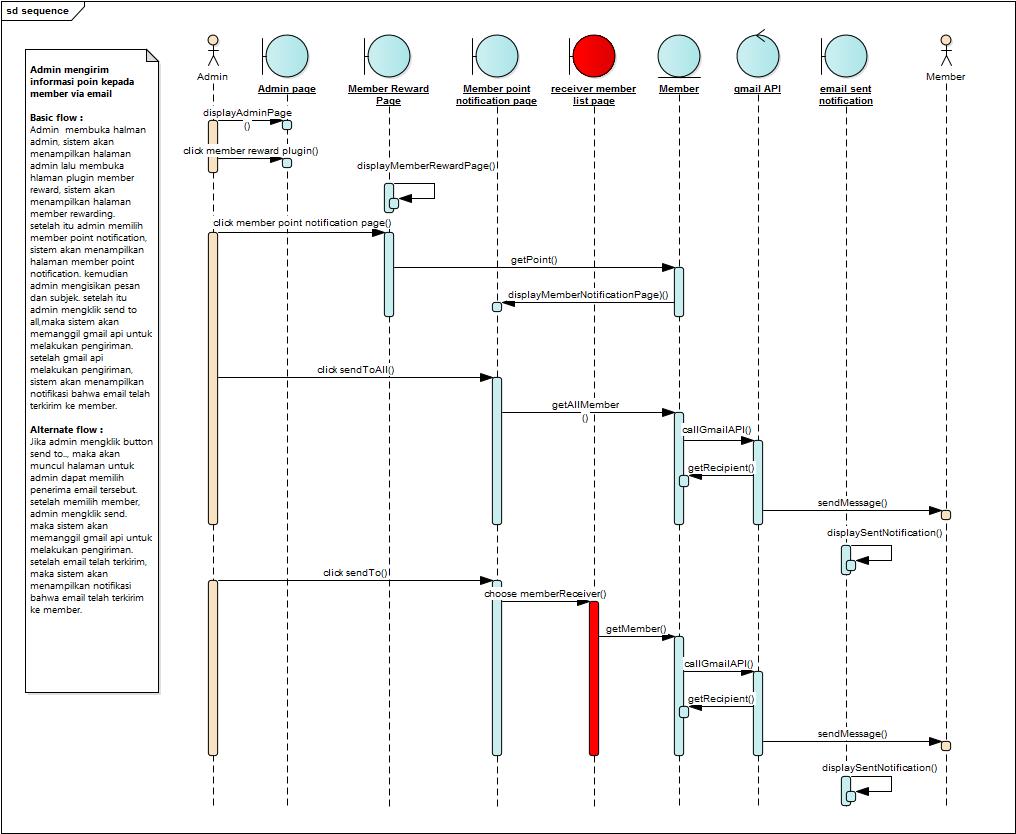 sd sequence
Admin mengirim
informasi poin kepada
member via email
Basic flow :
Admin membuka halman
admin, sistem akan
menampilkan halaman
admin lalu membuka
hlaman plugin member
reward, sistem akan
menampilkan halaman
member rewarding.
setelah itu admin memilih
member point notification,
sistem akan menampilkan
halaman member point
notification. kemudian
admin mengisikan pesan
dan subjek. setelah itu
admin mengklik send to
all,maka sistem akan
memanggil gmail api untuk
melakukan pengiriman.
setelah gmail api
melakukan pengiriman,
sistem akan menampilkan
notifikasi bahwa email telah
terkirim ke member.
Alternate flow :
Jika admin mengklik button
send to.., maka akan
muncul halaman untuk
admin dapat memilih
penerima email tersebut.
setelah memilih member,
admin mengklik send.
maka sistem akan
memanggil gmail api untuk
melakukan pengiriman.
setelah email telah terkirim,
maka sistem akan
menampilkan notifikasi
bahwa email telah terkirim
ke member.
Admin
Admin page
Member Reward
Page
Member point
notification page
receiver member
list page
Member
gmail API
email sent
notification
Member
displayAdminPage
()
click member reward plugin()
displayMemberRewardPage()
click member point notification page()
getPoint()
displayMemberNotificationPage)()
click sendToAll()
getAllMember
()
callGmailAPI()
getRecipient()
sendMessage()
displaySentNotification()
click sendTo()
choose memberReceiver()
getMember()
callGmailAPI()
getRecipient()
sendMessage()
displaySentNotification()